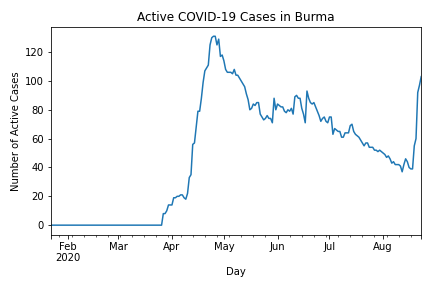 Active COVID-19 Cases in Burma
Number of Active Cases
120
100
80
60
40
20
0
Feb
2020
Mar
Apr
May
Jun
Jul
Aug
Day